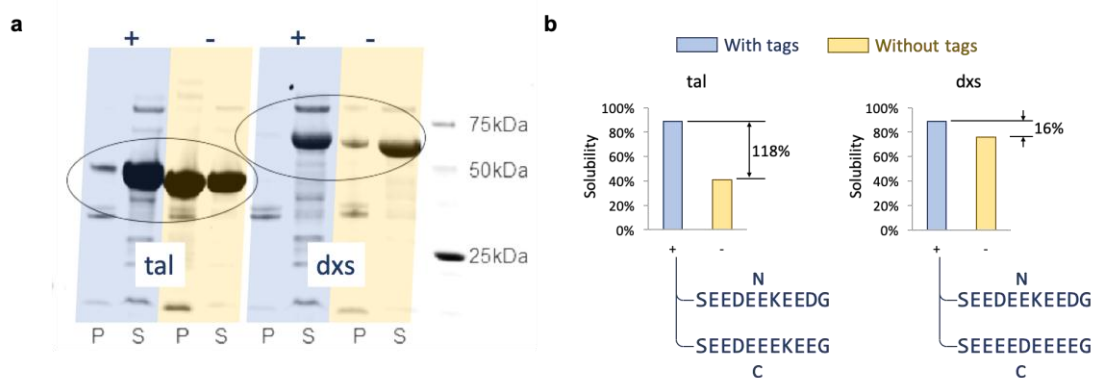 a
+ - + -
75kDa
50kDa
25kDa
tal
dxs
P S P S P S P S
b
With tags
Without tags
tal
100%
80%
60%
40%
20%
0%
Solubility
118%
+ -
N
SEEDEEKEEDG
SEEDEEEKEEG
C
dxs
100%
80%
60%
40%
20%
0%
Solubility
16%
+ -
N
SEEDEEKEEDG
SEEEEDEEEEG
C